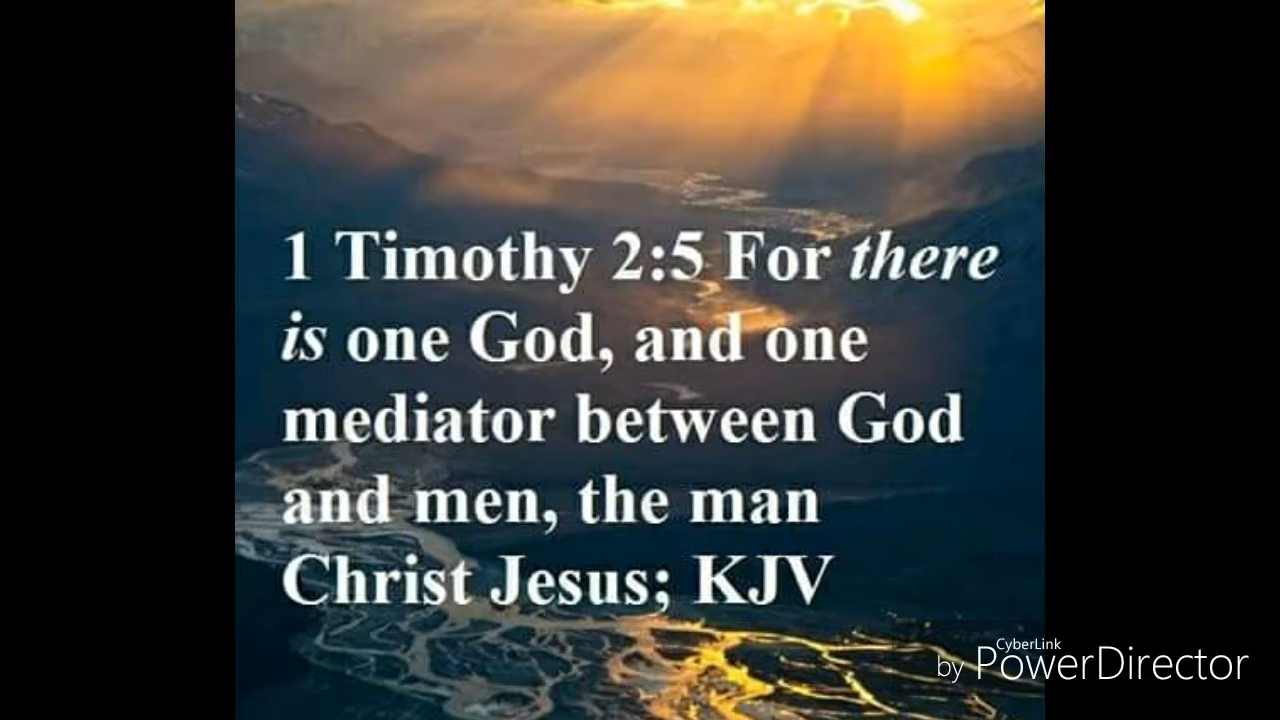 1 Timothy 2:5 For there
is one God, and one
mediator between God
and men, the man
Christ Jesus; KJV
CyberLink
by PowerDirector